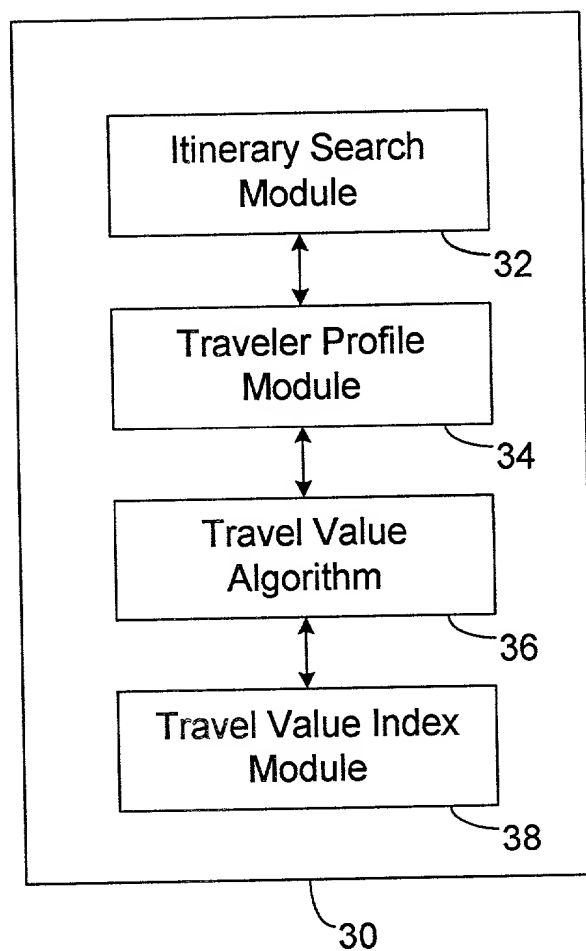 Itinerary Search
Module
32
Traveler Profile
Module
34
Travel Value
Algorithm
36
Travel Value Index
Module
38
30